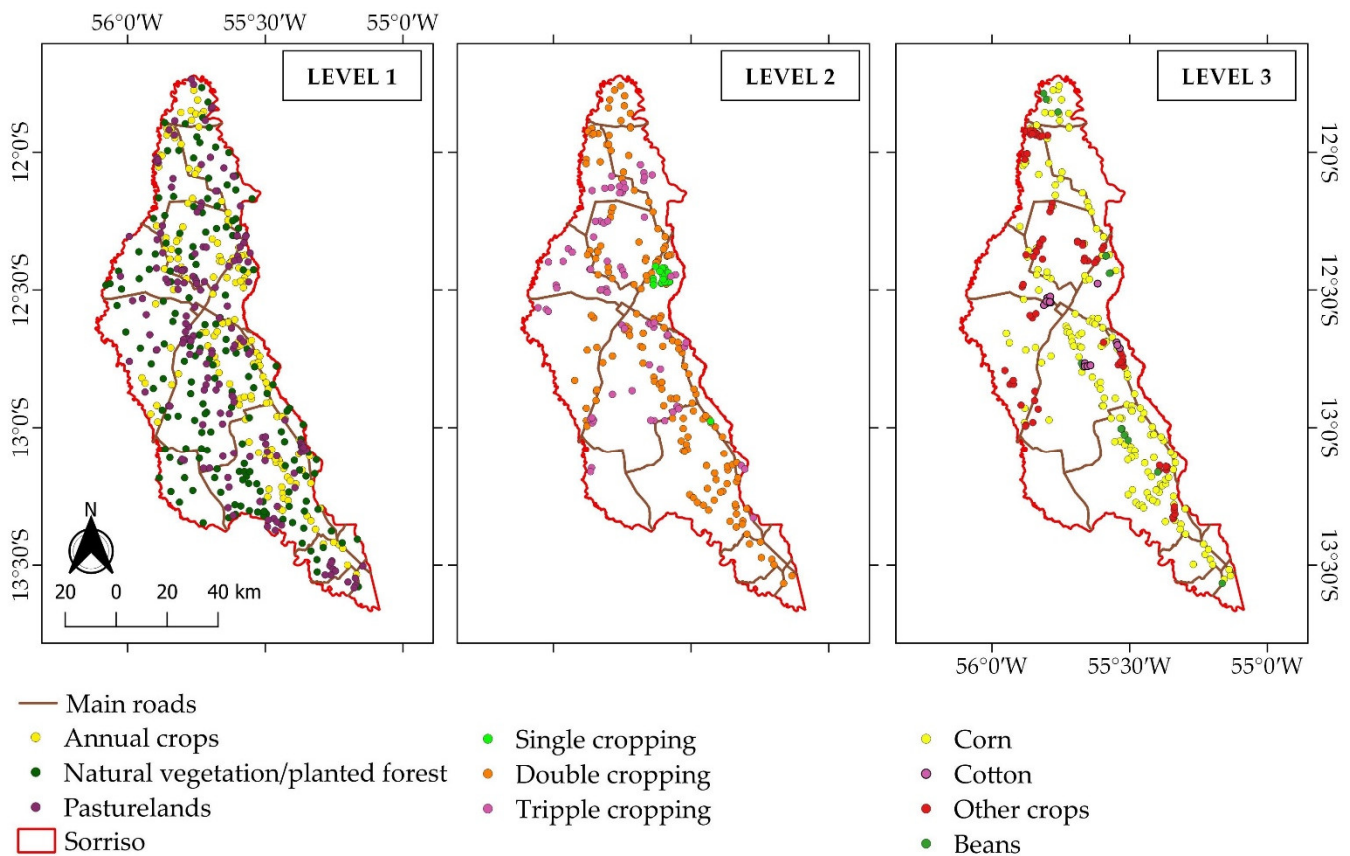 56°0'W 55°30'W 55°0'W
LEVEL 1 LEVEL 2 LEVEL 3
12°0'S 12°0'S
12°30'S 12°30'S
13°0'S 13°0'S
N
13°30'S 13°30'S
20 0 20 40 km
56°0'W 55°30'W 55°0'W
Main roads
Annual crops Single cropping Corn
Natural vegetation/planted forest Double cropping Cotton
Pasturelands Tripple cropping Other crops
Sorriso Beans